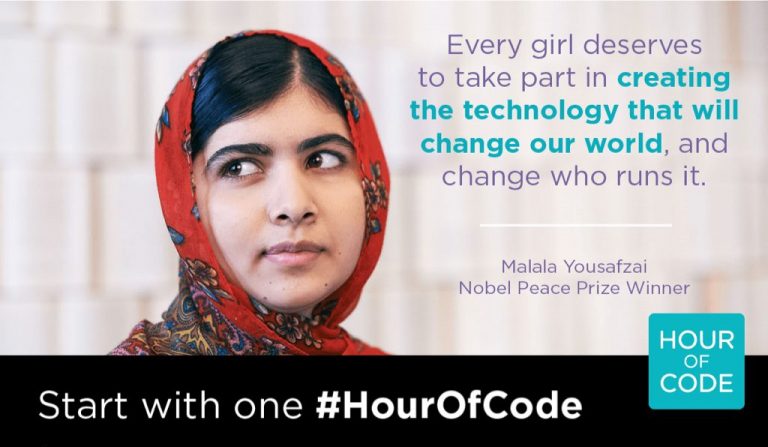 Every girl deserves
to take part in creating
the technology that will
change our world, and
change who runs it.
Malala Yousafzai
Nobel Peace Prize Winner
HOUR
OF
CODE
Start with one #HourOfCode